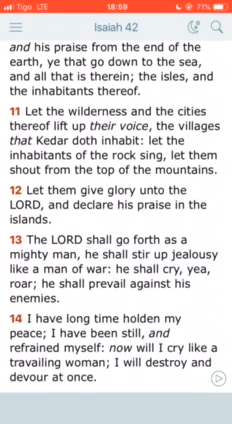 Tigo LTE 18:59 71%
Isaiah 42
and his praise from the end of the
earth, ye that go down to the sea,
and all that is therein; the isles, and
the inhabitants thereof.
11 Let the wilderness and the cities
thereof lift up their voice, the villages
that Kedar doth inhabit: let the
inhabitants of the rock sing, let them
shout from the top of the mountains.
12 Let them give glory unto the
LORD, and declare his praise in the
islands.
13 The LORD shall go forth as a
mighty man, he shall stir up jealousy
like a man of war: he shall cry, yea,
roar; he shall prevail against his
enemies.
14 I have long time holden my
peace; I have been still, and
refrained myself: now will I cry like a
travailing woman; I will destroy and
devour at once.